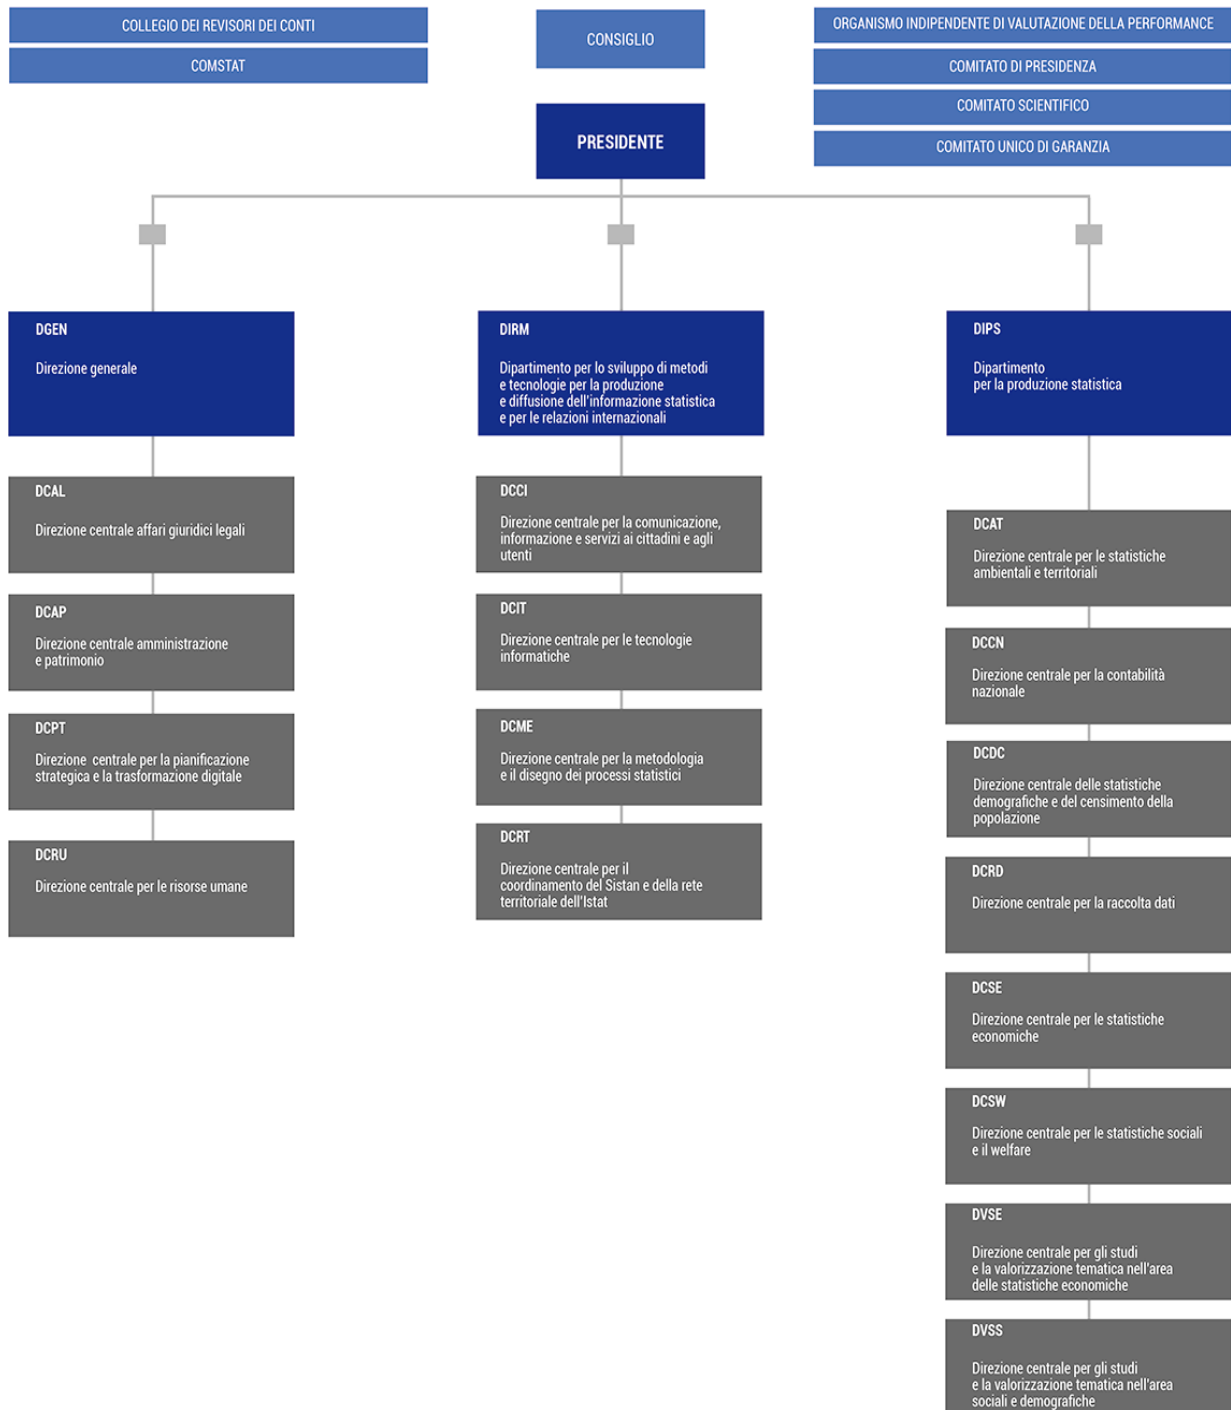 COLLEGIO DEI REVISORI DEI CONTI
COMSTAT
CONSIGLIO
PRESIDENTE
ORGANISMO INDIPENDENTE DI VALUTAZIONE DELLA PERFORMANCE
COMITATO DI PRESIDENZA
COMITATO SCIENTIFICO
COMITATO UNICO DI GARANZIA
DGEN
Direzione generale
DCAL
Direzione centrale affari giuridici legali
DCAP
Direzione centrale amministrazione
e patrimonio
DCPT
Direzione centrale per la pianificazione
strategica e la trasformazione digitale
DCRU
Direzione centrale per le risorse umane
DIRM
Dipartimento per lo sviluppo di metodi
e tecnologie per la produzione
e diffusione dell'informazione statistica
e per le relazioni internazionali
DCCI
Direzione centrale per la comunicazione,
informazione e servizi ai cittadini e agli
utenti
DCIT
Direzione centrale per le tecnologie
informatiche
DCME
Direzione centrale per la metodologia
e il disegno dei processi statistici
DCRT
Direzione centrale per il
coordinamento del Sistan e della rete
territoriale dell'Istat
DIPS
Dipartimento
per la produzione statistica
DCAT
Direzione centrale per le statistiche
ambientali e territoriali
DCCN
Direzione centrale per la contabilità
nazionale
DCDC
Direzione centrale delle statistiche
demografiche e del censimento della
popolazione
DCRD
Direzione centrale per la raccolta dati
DCSE
Direzione centrale per le statistiche
economiche
DCSW
Direzione centrale per le statistiche sociali
e il welfare
DVSE
Direzione centrale per gli studi
e la valorizzazione tematica nell'area
delle statistiche economiche
DVSS
Direzione centrale per gli studi
e la valorizzazione tematica nell'area
sociali e demografiche